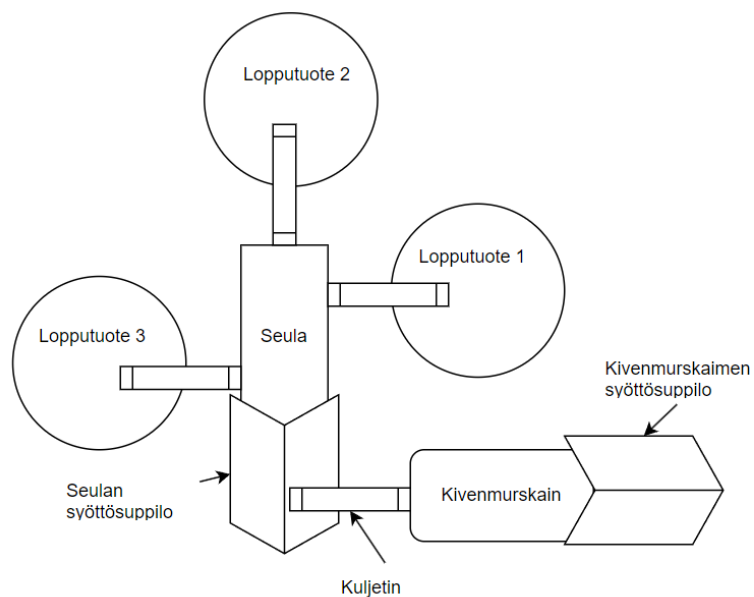 Lopputuote 2
Lopputuote 1
Lopputuote 3
Seula
Kivenmurskaimen
syöttösuppilo
Seulan
syöttösuppilo
Kivenmurskain
Kuljetin